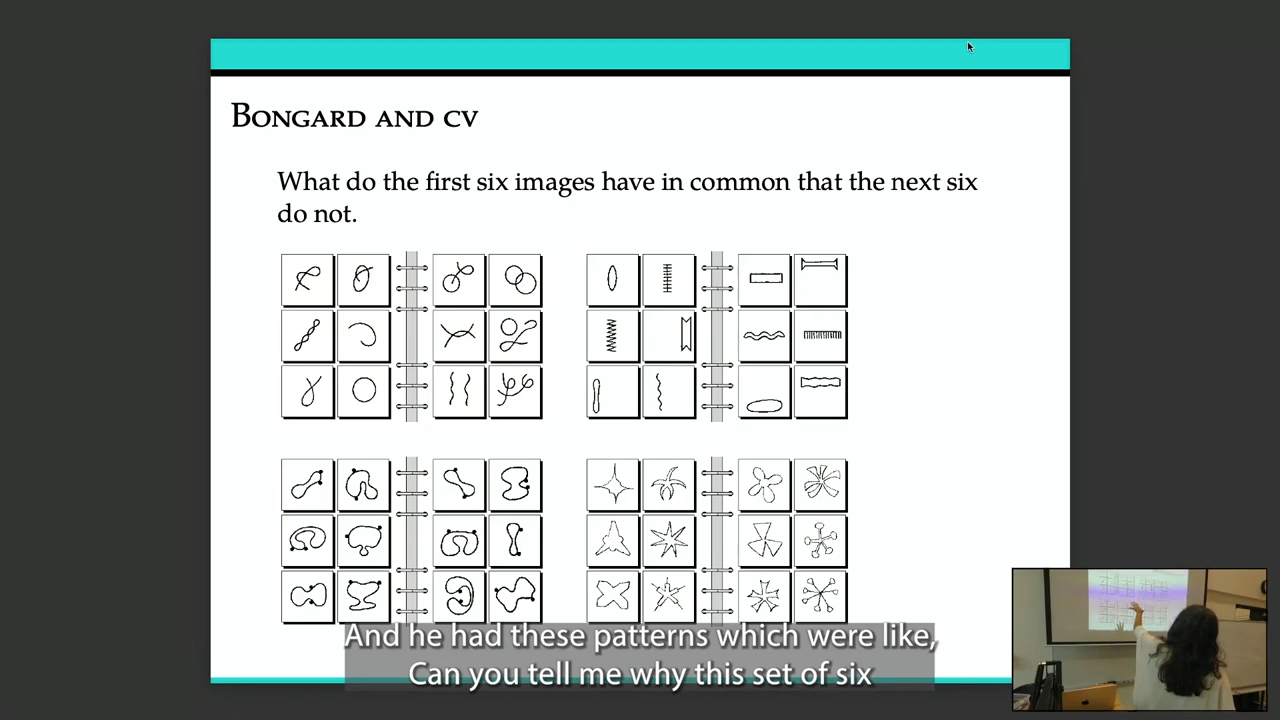 Bongard and cv
What do the first six images have in common that the next six
do not.
And he had these patterns which were like,
Can you tell me why this set of six